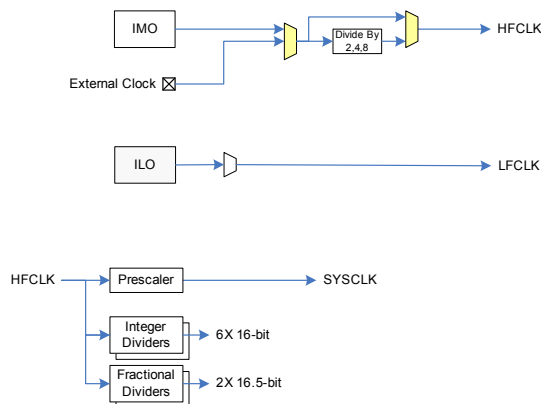 IMO
HFCLK
Divide By
2,4,8
External Clock
ILO
LFCLK
HFCLK
Prescaler
SYSCLK
Integer
Dividers
6X 16-bit
Fractional
Dividers
2X 16.5-bit